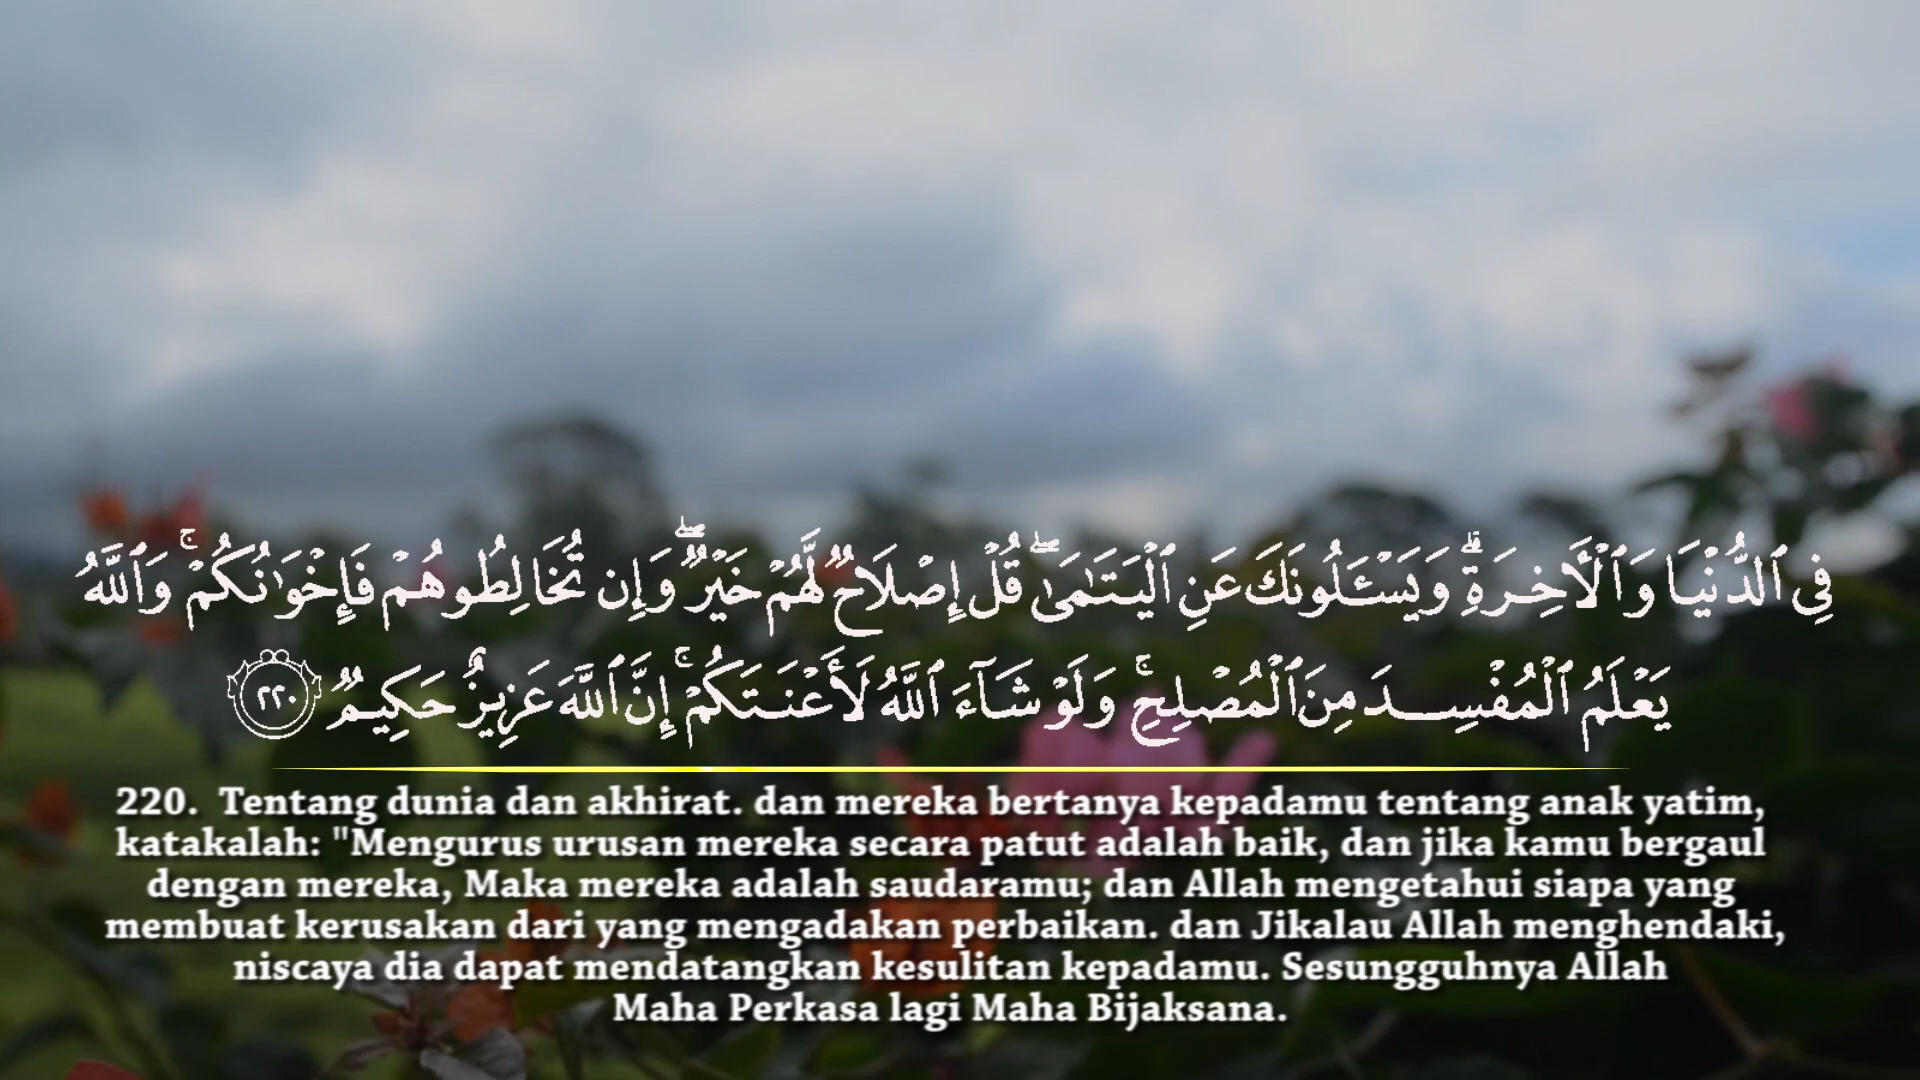 فِي ٱلدُّنۡيَا وَٱلۡأٓخِرَةِۗ وَيَسۡـَٔلُونَكَ عَنِ ٱلۡيَتَٰمَىٰۖ قُلۡ إِصۡلَاحٞ لَّهُمۡ خَيۡرٞۖ وَإِن تُخَالِطُوهُمۡ فَإِخۡوَٰنُكُمۡۚ وَٱللَّهُ
يَعۡلَمُ ٱلۡمُفۡسِدَ مِنَ ٱلۡمُصۡلِحِۚ وَلَوۡ شَآءَ ٱللَّهُ لَأَعۡنَتَكُمۡۚ إِنَّ ٱللَّهَ عَزِيزٌ حَكِيمٞ ٢٢٠
220. Tentang dunia dan akhirat. dan mereka bertanya kepadamu tentang anak yatim,
katakalah: "Mengurus urusan mereka secara patut adalah baik, dan jika kamu bergaul
dengan mereka, Maka mereka adalah saudaramu; dan Allah mengetahui siapa yang
membuat kerusakan dari yang mengadakan perbaikan. dan Jikalau Allah menghendaki,
niscaya dia dapat mendatangkan kesulitan kepadamu. Sesungguhnya Allah
Maha Perkasa lagi Maha Bijaksana.